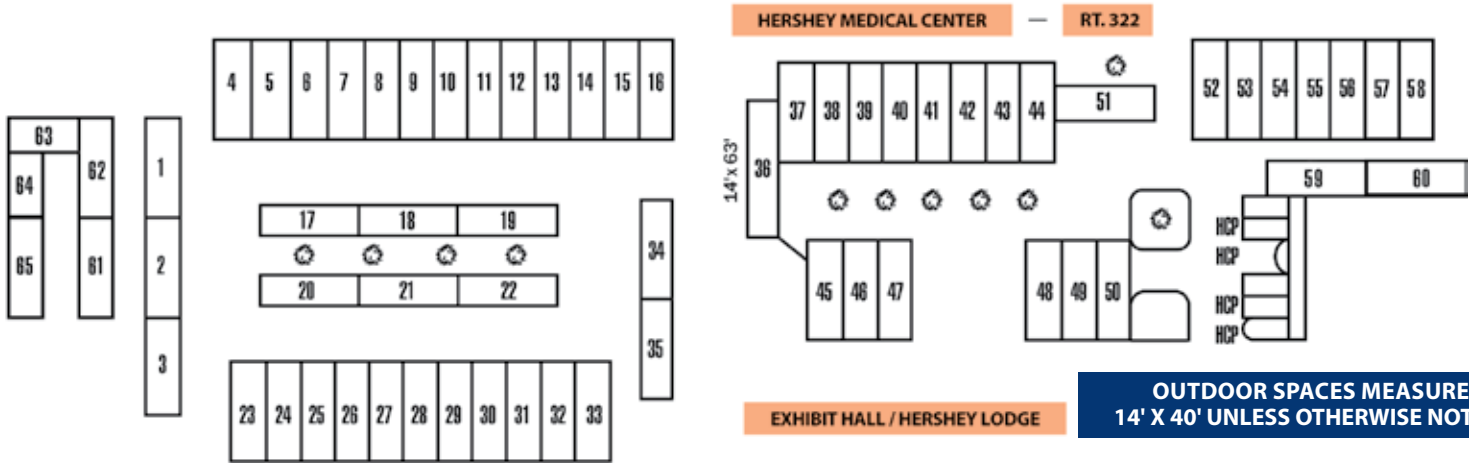 HERSHEY MEDICAL CENTER — RT. 322
4 5 6 7 8 9 10 11 12 13 14 15 16
52 53 54 55 56 57 58
37 38 39 40 41 42 43 44
51
63
62
64
1
36
14'x 63'
59 60
17 18 19
HCP
34
HCP
65 61 2
20 21 22
45 46 47
48 49 50
HCP
HCP
35
3
23 24 25 26 27 28 29 30 31 32 33
EXHIBIT HALL / HERSHEY LODGE
OUTDOOR SPACES MEASURE
14' X 40' UNLESS OTHERWISE NOT